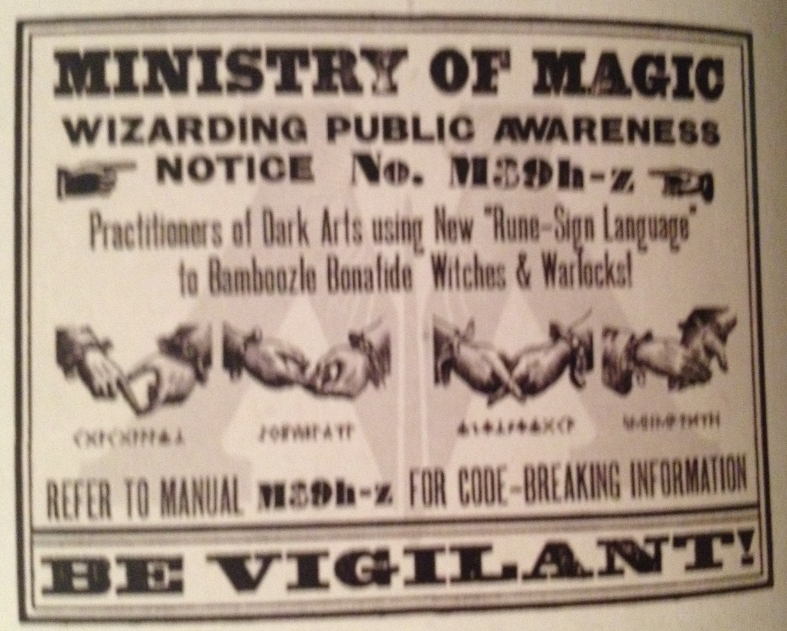 MINISTRY OF MAGIC
WIZARDING PUBLIC AWARENESS
NOTICE No. M39h-z
Practitioners of Dark Arts using New "Rune-Sign Language"
to Bamboozle Bonafide Witches & Warlocks!
REFER TO MANUAL M39h-z FOR CODE-BREAKING INFORMATION
BE VIGILANT!